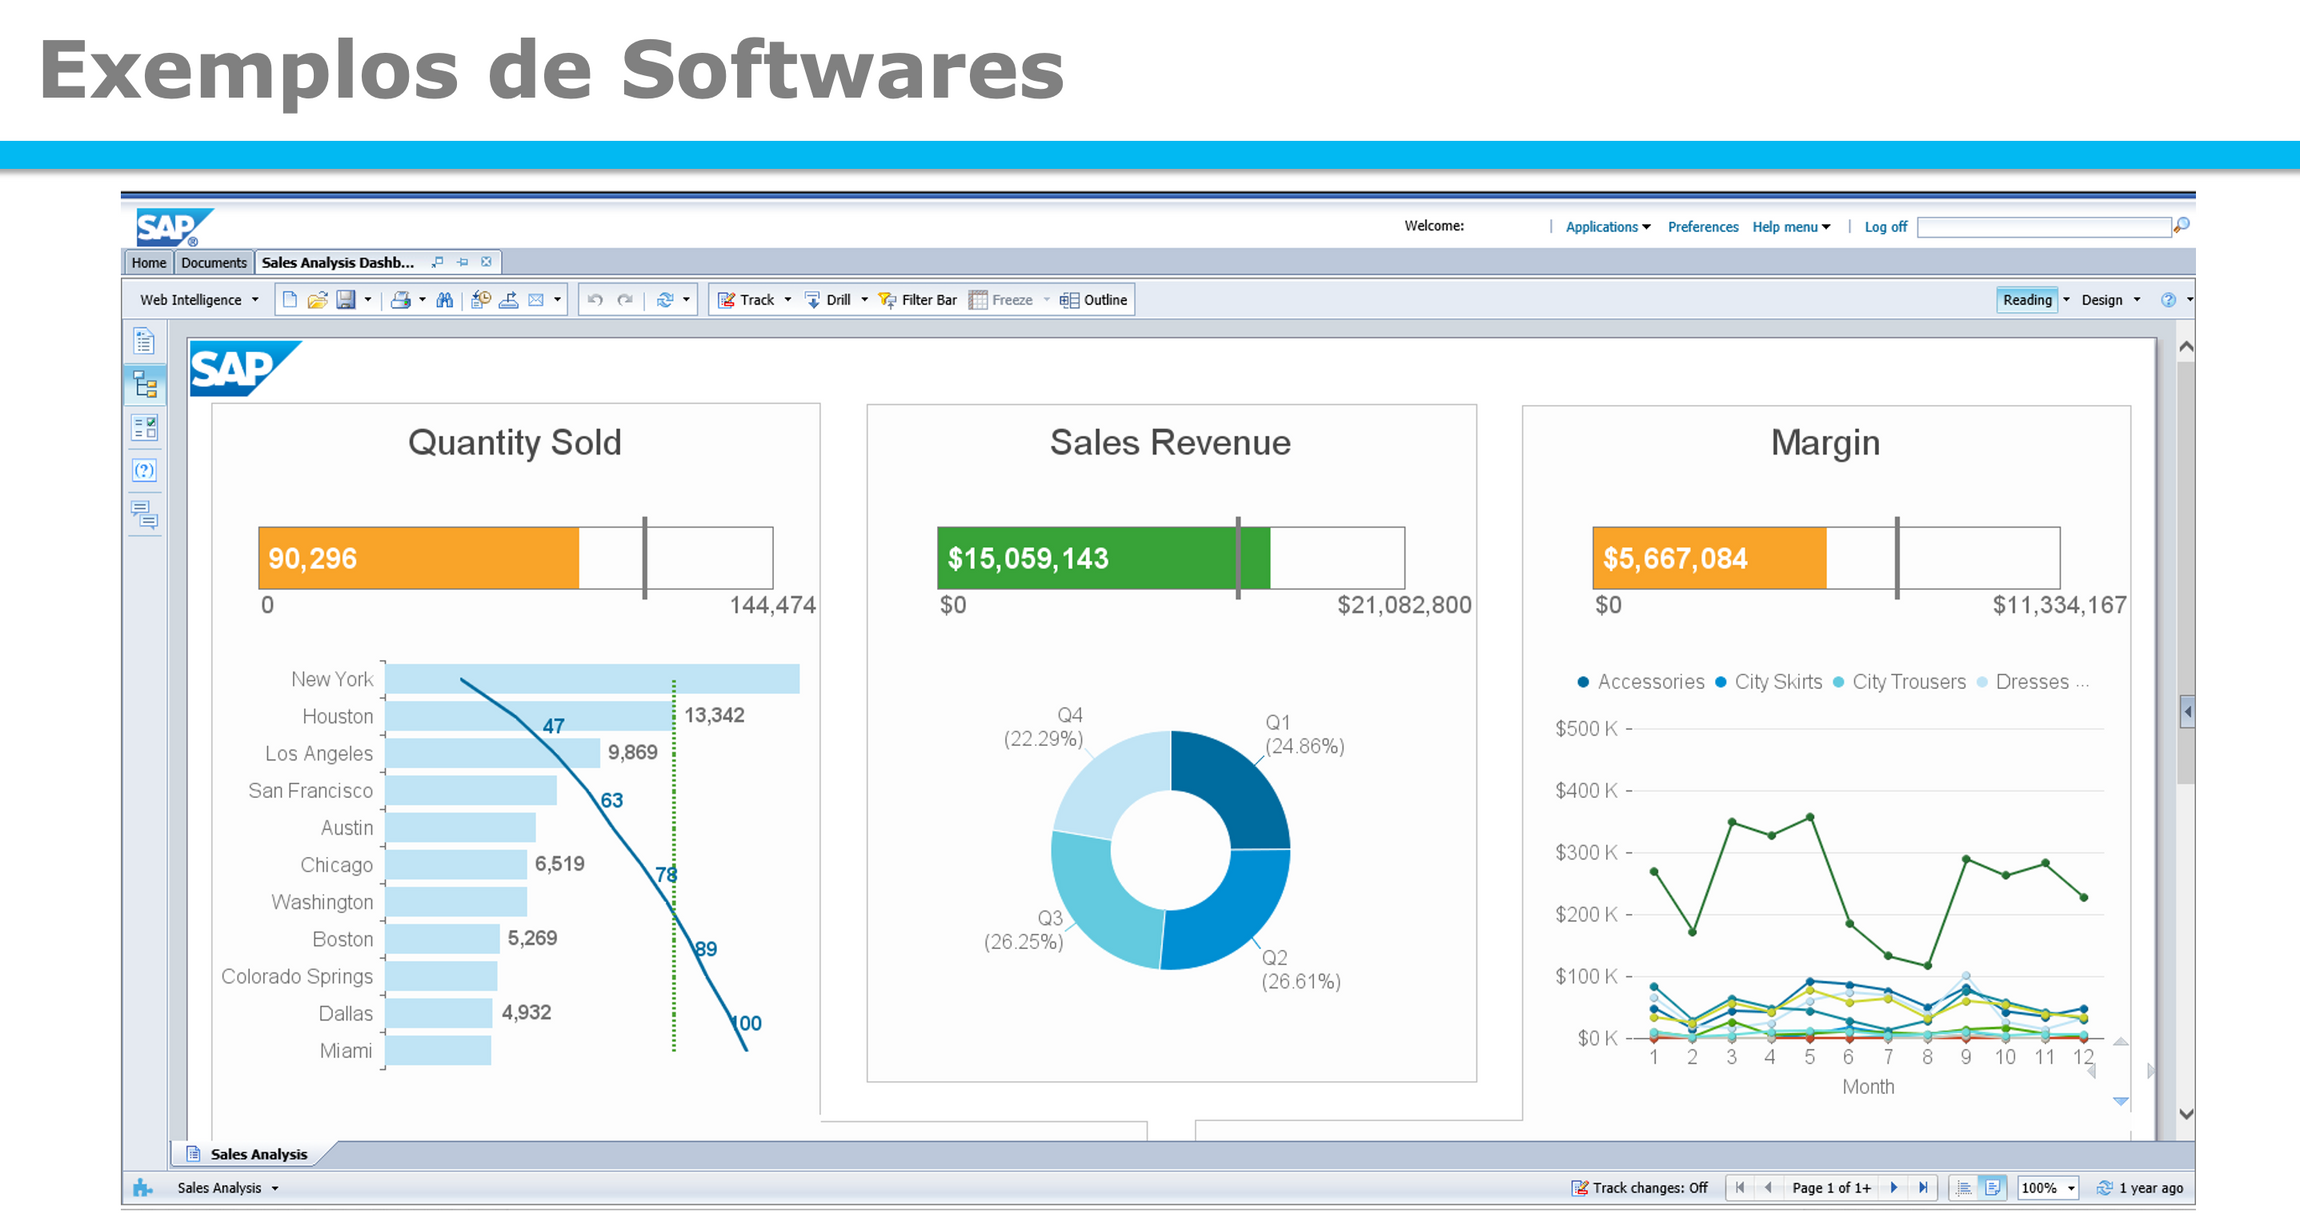 Exemplos de Softwares
SAP ®
Welcome: | Applications Preferences Help menu | Log off
Home Documents Sales Analysis Dashb...
Web Intelligence Track Drill Filter Bar Freeze Outline Reading Design
SAP
Quantity Sold
90,296
0 144,474
New York
Houston 13,342
47
Los Angeles 9,869
San Francisco 63
Austin
Chicago 6,519 78
Washington
Boston 5,269 89
Colorado Springs
Dallas 4,932 100
Miami
Sales Revenue
$15,059,143
$0 $21,082,800
Q4
(22.29%)
Q1
(24.86%)
Q3
(26.25%)
Q2
(26.61%)
Margin
$5,667,084
$0 $11,334,167
Accessories City Skirts City Trousers Dresses ...
$500 K
$400 K
$300 K
$200 K
$100 K
$0 K
1 2 3 4 5 6 7 8 9 10 11 12
Month
Sales Analysis
Sales Analysis Track changes: Off Page 1 of 1+ 100% 1 year ago